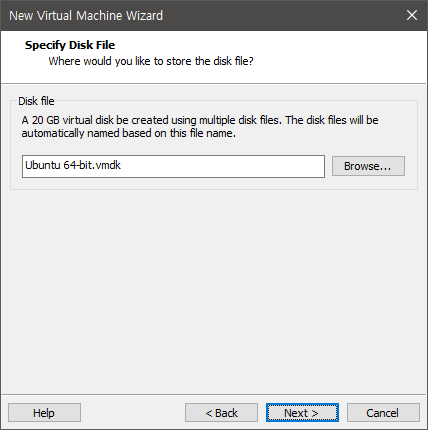 New Virtual Machine Wizard
Specify Disk File
Where would you like to store the disk file?
Disk file
A 20 GB virtual disk be created using multiple disk files. The disk files will be
automatically named based on this file name.
Ubuntu 64-bit.vmdk
Browse...
Help
< Back
Next >
Cancel